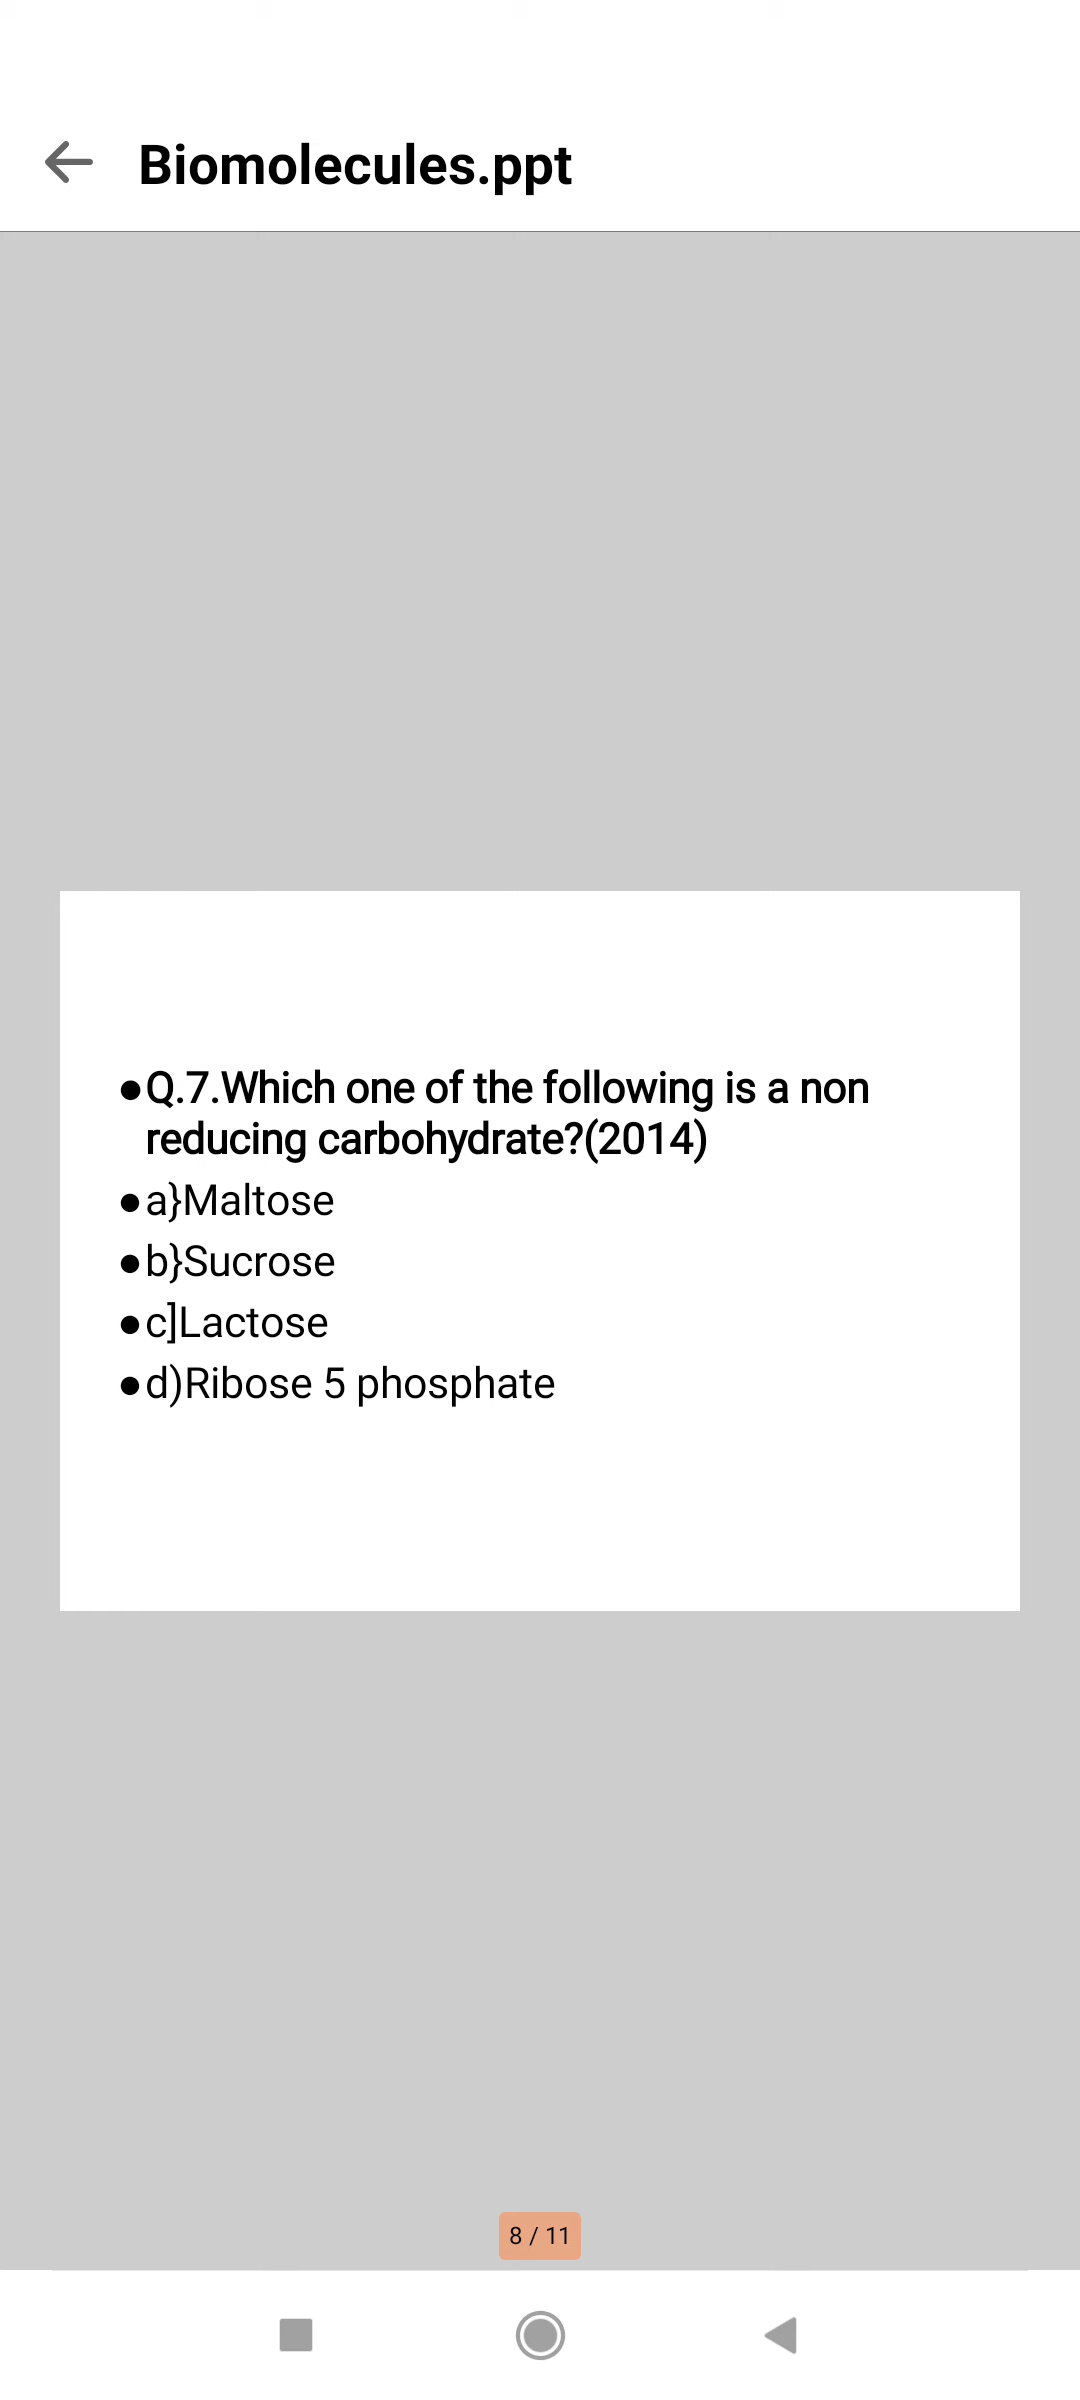 Biomolecules.ppt
●Q.7.Which one of the following is a non
reducing carbohydrate?(2014)
●a}Maltose
●b}Sucrose
●c]Lactose
●d)Ribose 5 phosphate
8 / 11